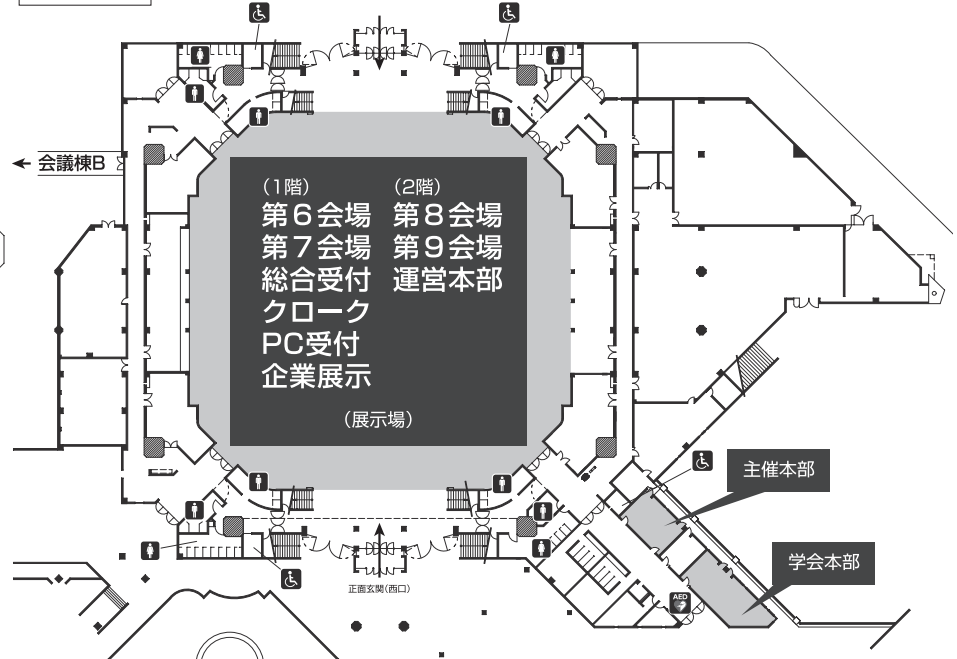 会議棟B
（1階）
第６会場
第７会場
総合受付
クローク
PC受付
企業展示
（2階）
第８会場
第９会場
運営本部
（展示場）
主催本部
学会本部
AED
正面玄関（西口）